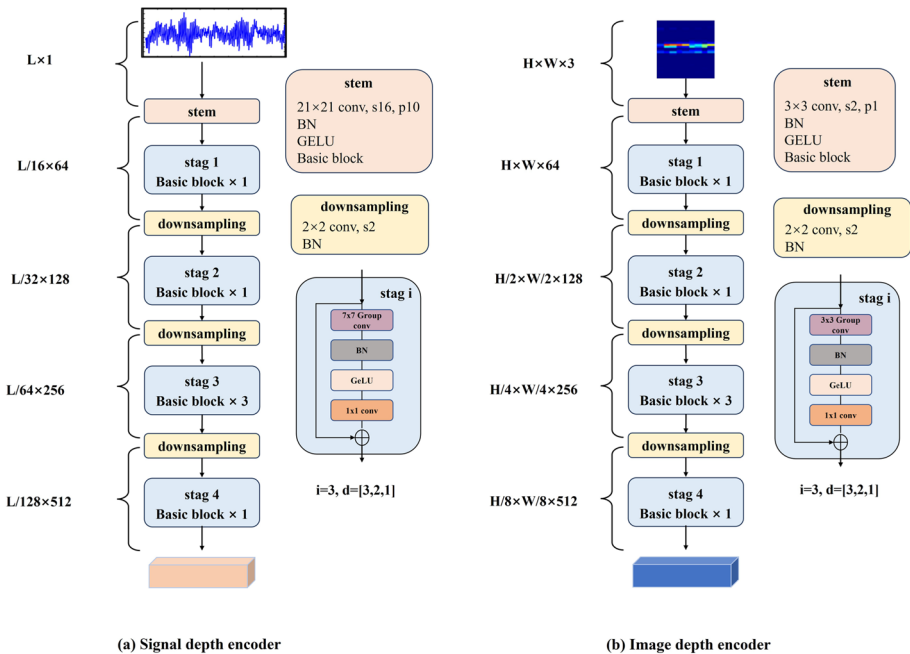 L×1
stem
L/16×64
stag 1
Basic block × 1
downsampling
L/32×128
stag 2
Basic block × 1
downsampling
L/64×256
stag 3
Basic block × 3
downsampling
L/128×512
stag 4
Basic block × 1
stem
21×21 conv, s16, p10
BN
GELU
Basic block
downsampling
2×2 conv, s2
BN
stag i
7x7 Group
conv
BN
GeLU
1x1 conv
i=3, d=[3,2,1]
(a) Signal depth encoder
H×W×3
stem
H×W×64
stag 1
Basic block × 1
downsampling
H/2×W/2×128
stag 2
Basic block × 1
downsampling
H/4×W/4×256
stag 3
Basic block × 3
downsampling
H/8×W/8×512
stag 4
Basic block × 1
stem
3×3 conv, s2, p1
BN
GELU
Basic block
downsampling
2×2 conv, s2
BN
stag i
3x3 Group
conv
BN
GeLU
1x1 conv
i=3, d=[3,2,1]
(b) Image depth encoder